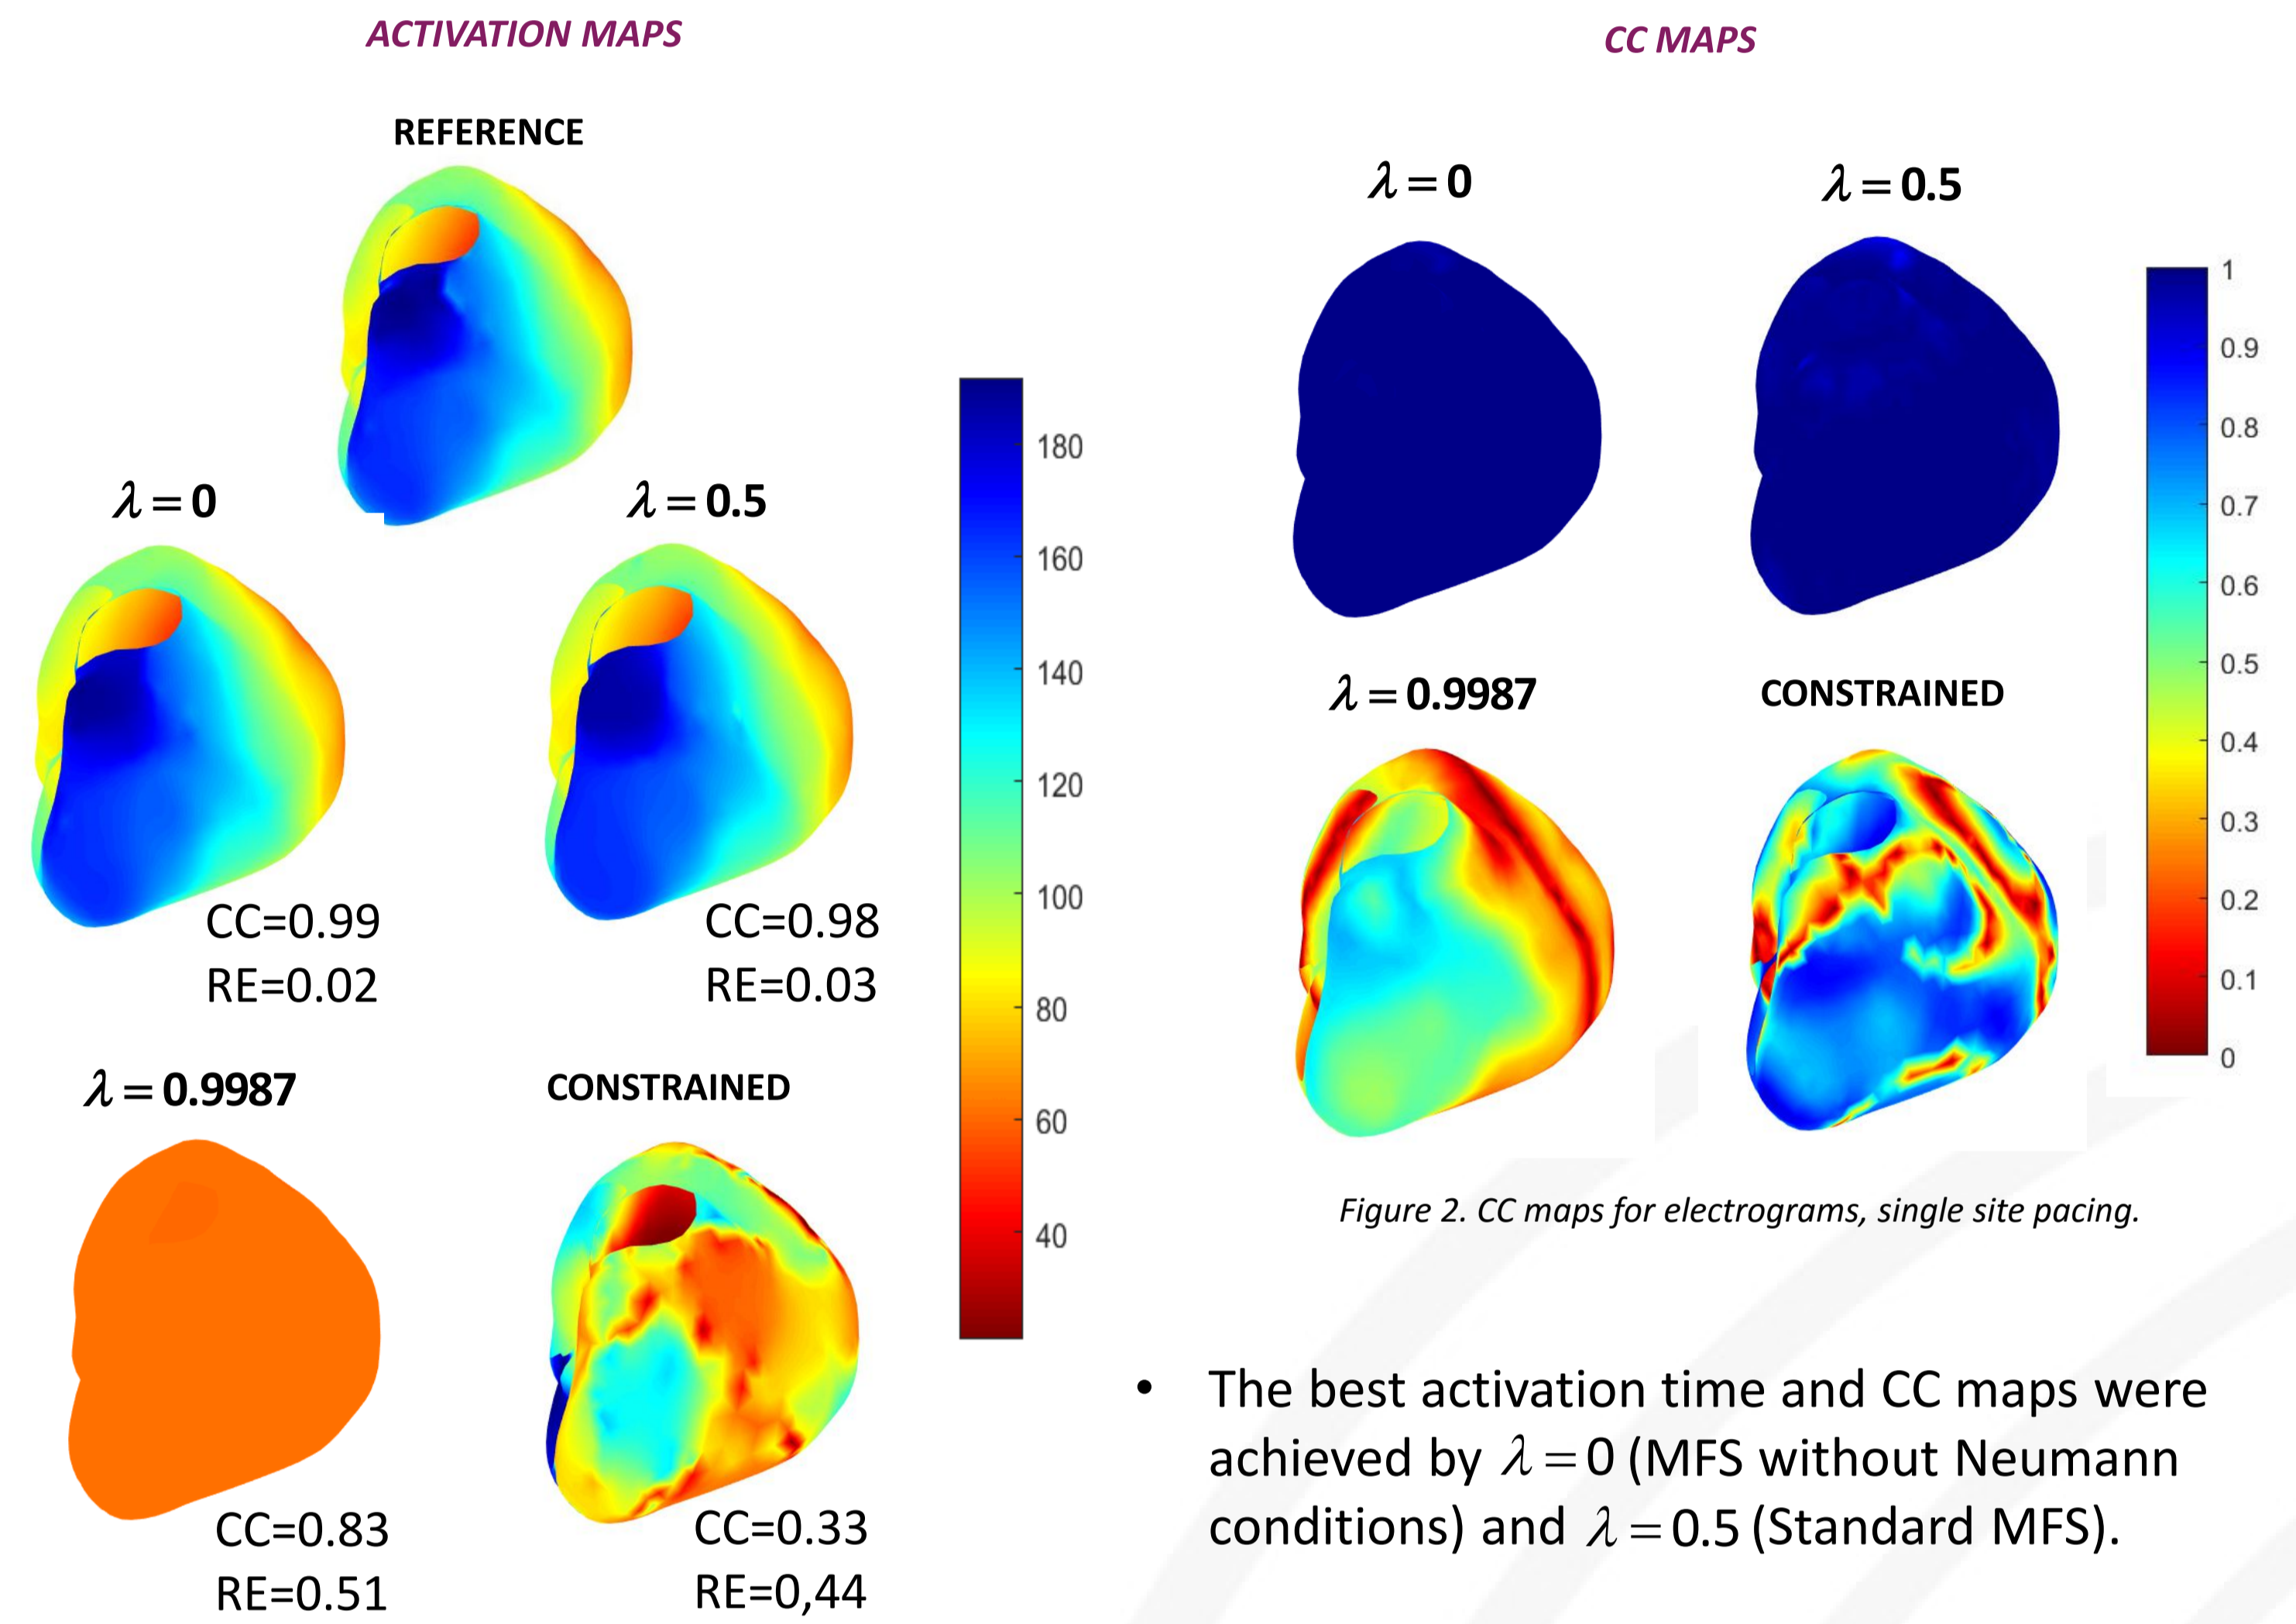 ACTIVATION MAPS
REFERENCE
λ = 0
λ = 0.5
CC=0.99
RE=0.02
CC=0.98
RE=0.03
λ = 0.9987
CONSTRAINED
CC=0.83
RE=0.51
CC=0.33
RE=0,44
180
160
140
120
100
80
60
40
CC MAPS
λ = 0
λ = 0.5
λ = 0.9987
CONSTRAINED
1
0.9
0.8
0.7
0.6
0.5
0.4
0.3
0.2
0.1
0
Figure 2. CC maps for electrograms, single site pacing.
• The best activation time and CC maps were
achieved by λ = 0 (MFS without Neumann
conditions) and λ = 0.5 (Standard MFS).